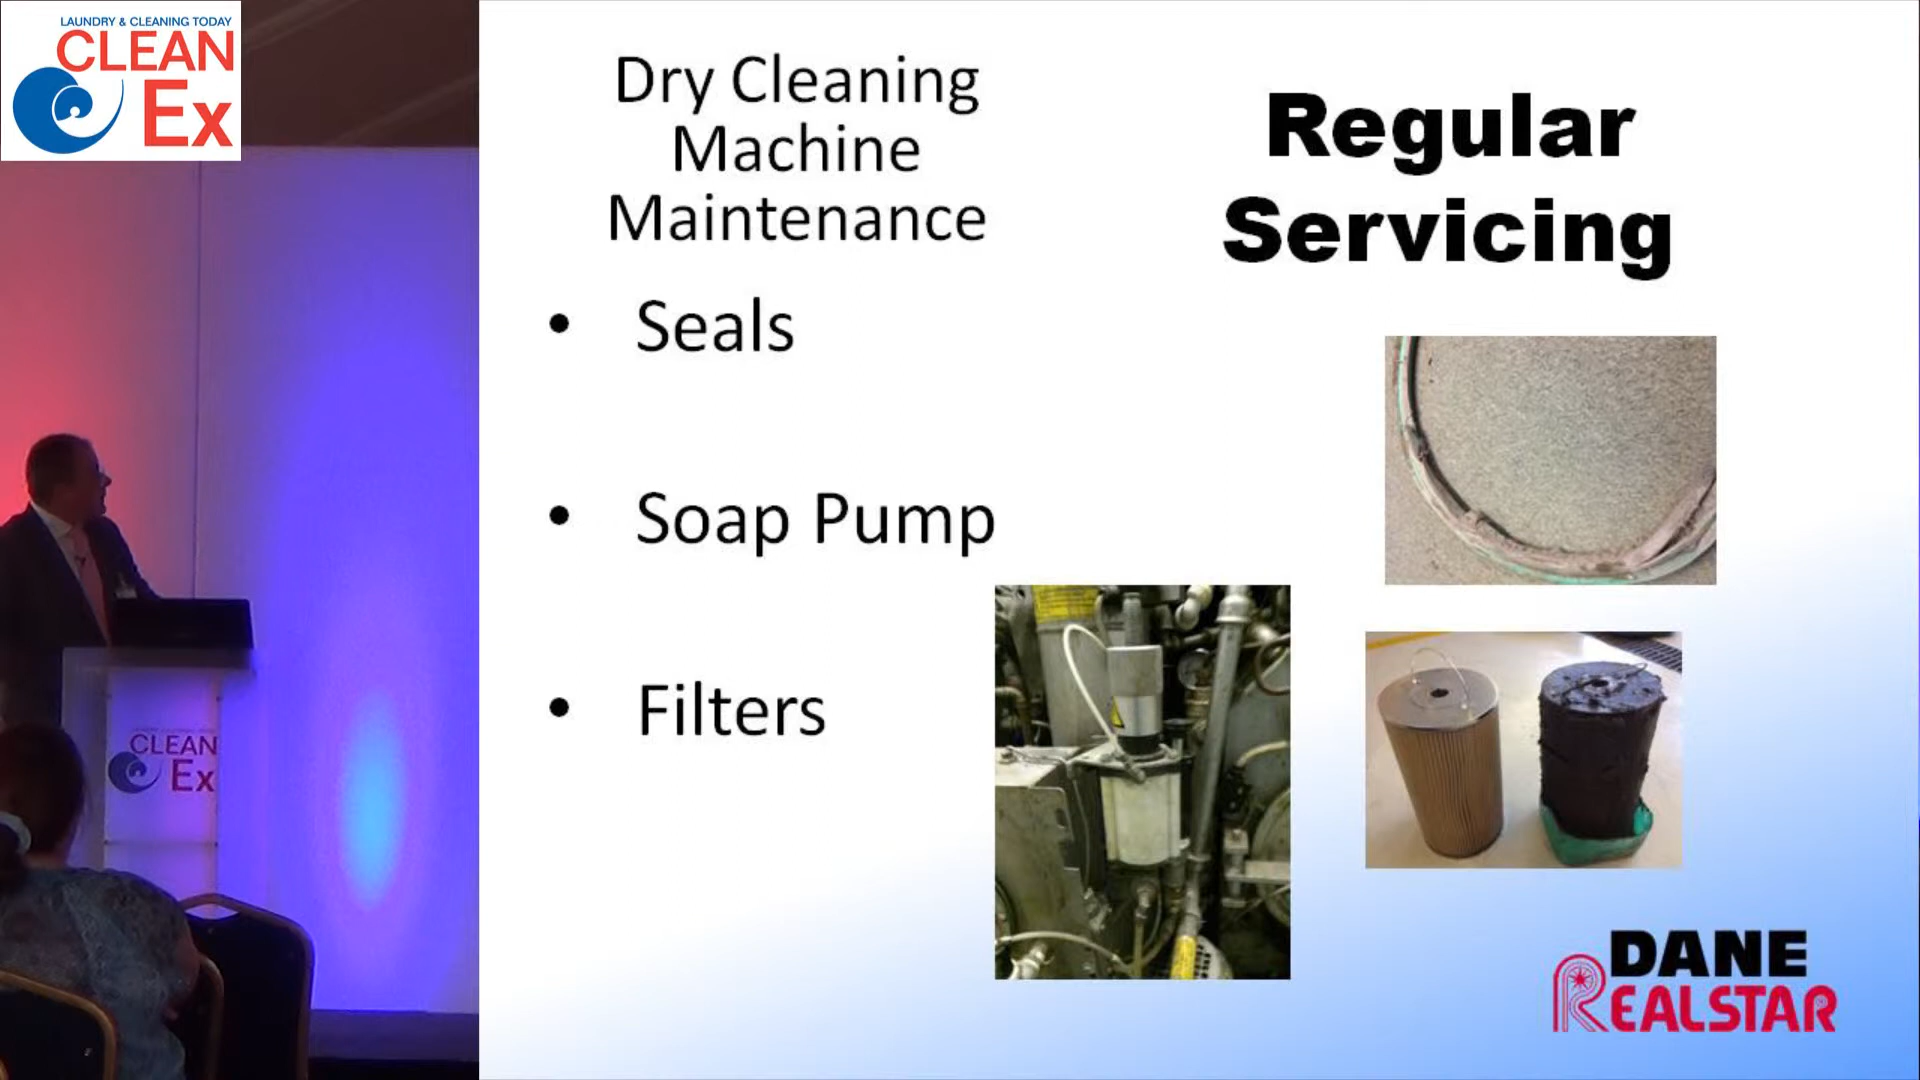 LAUNDRY & CLEANING TODAY
CLEAN
Ex
Dry Cleaning
Machine
Maintenance
Regular
Servicing
• Seals
• Soap Pump
• Filters
CLEAN
Ex
DANE
REALSTAR